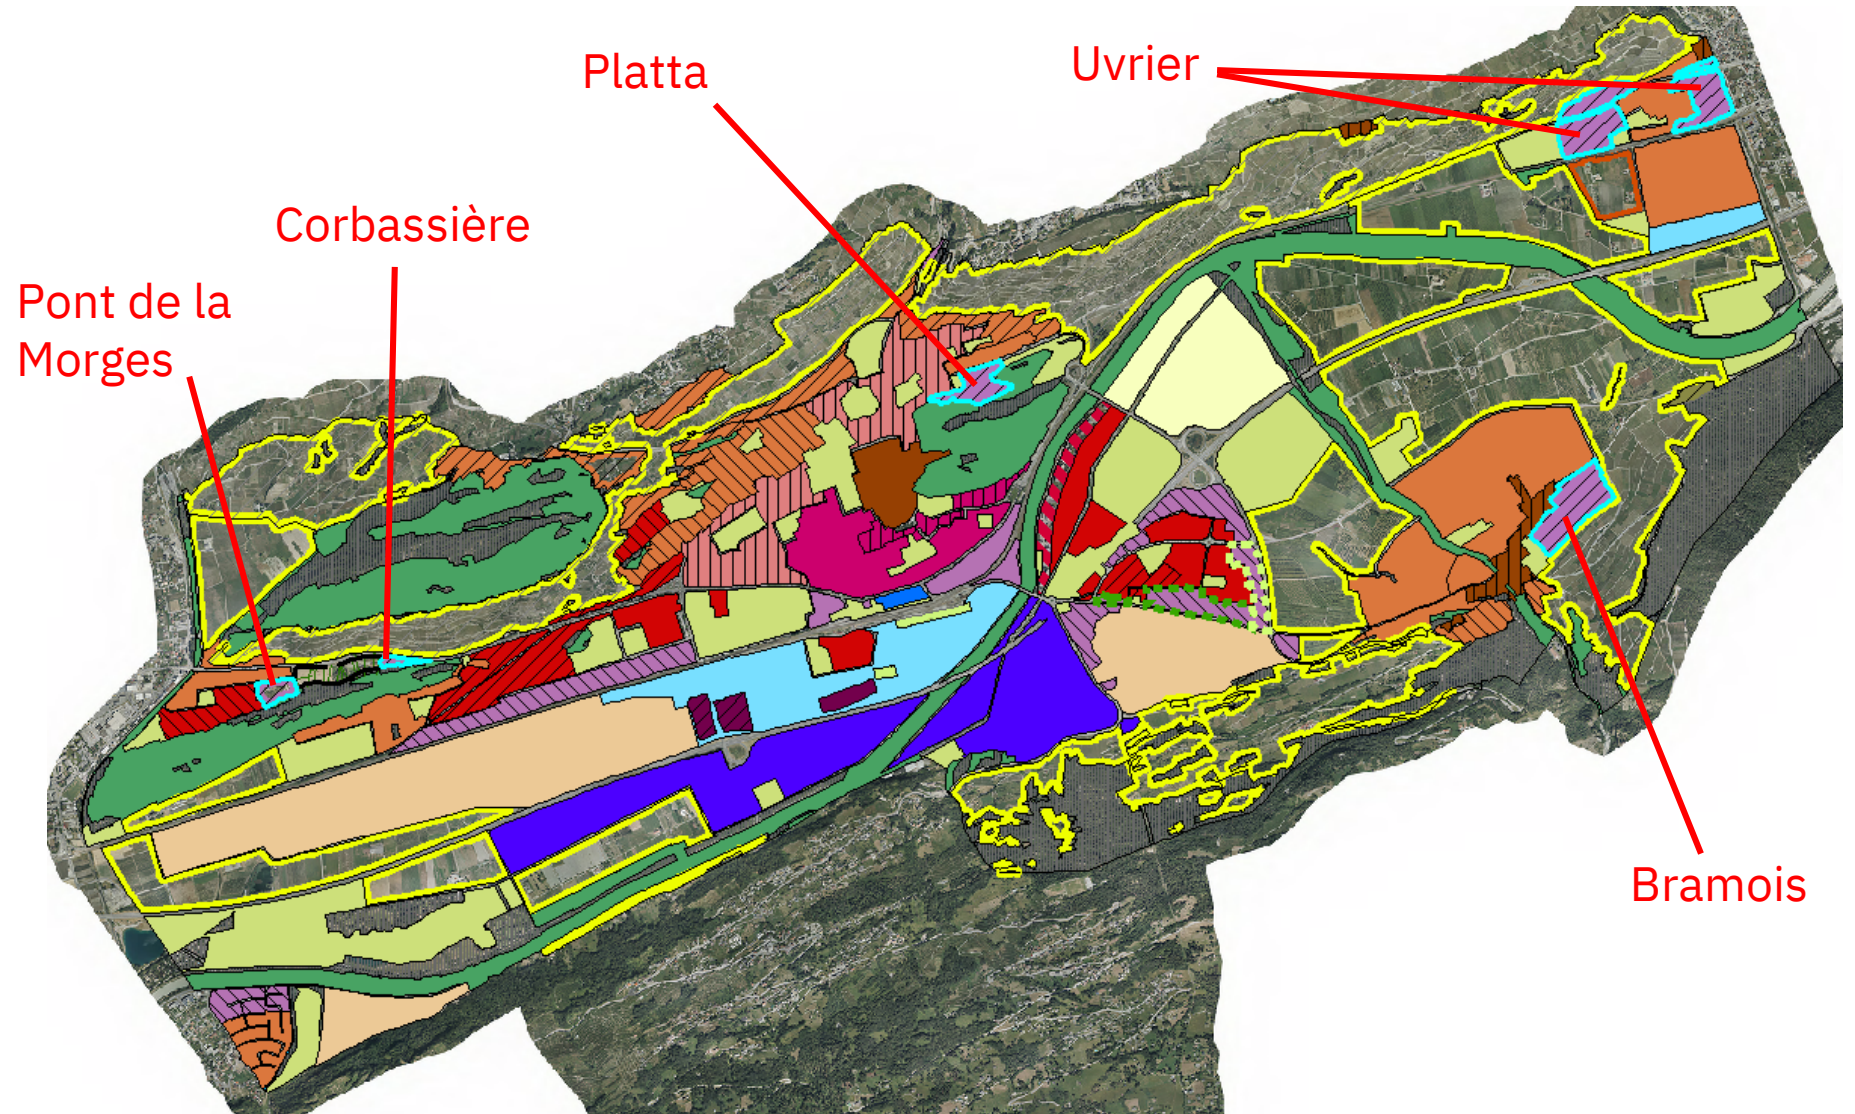 Uvrier
Platta
Corbassière
Pont de la
Morges
Bramois